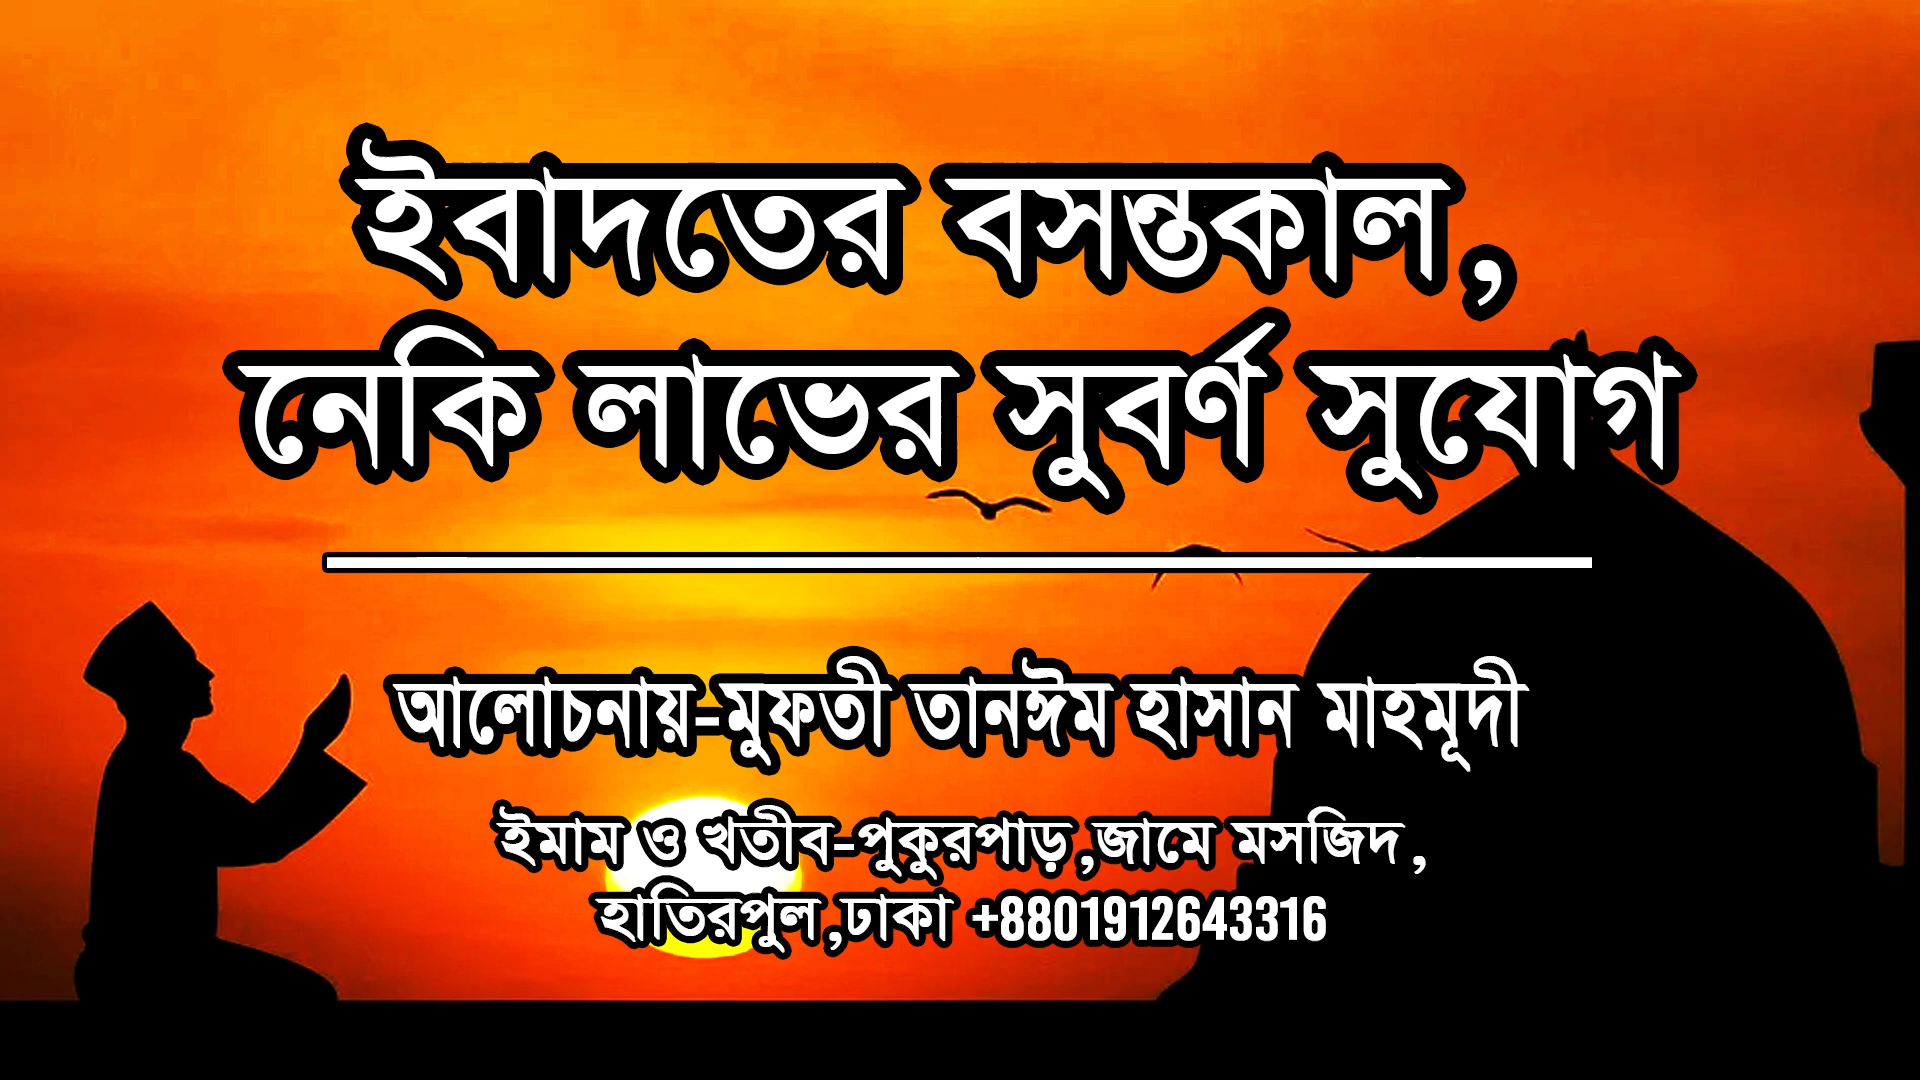 ইবাদতের বসন্তকাল,
নেকি লাভের সুবর্ণ সুযোগ
আলোচনায়-মুফতী তানঈম হাসান মাহমূদী
ইমাম ও খতীব-পুকুরপাড়,জামে মসজিদ,
হাতিরপুল,ঢাকা +8801912643316